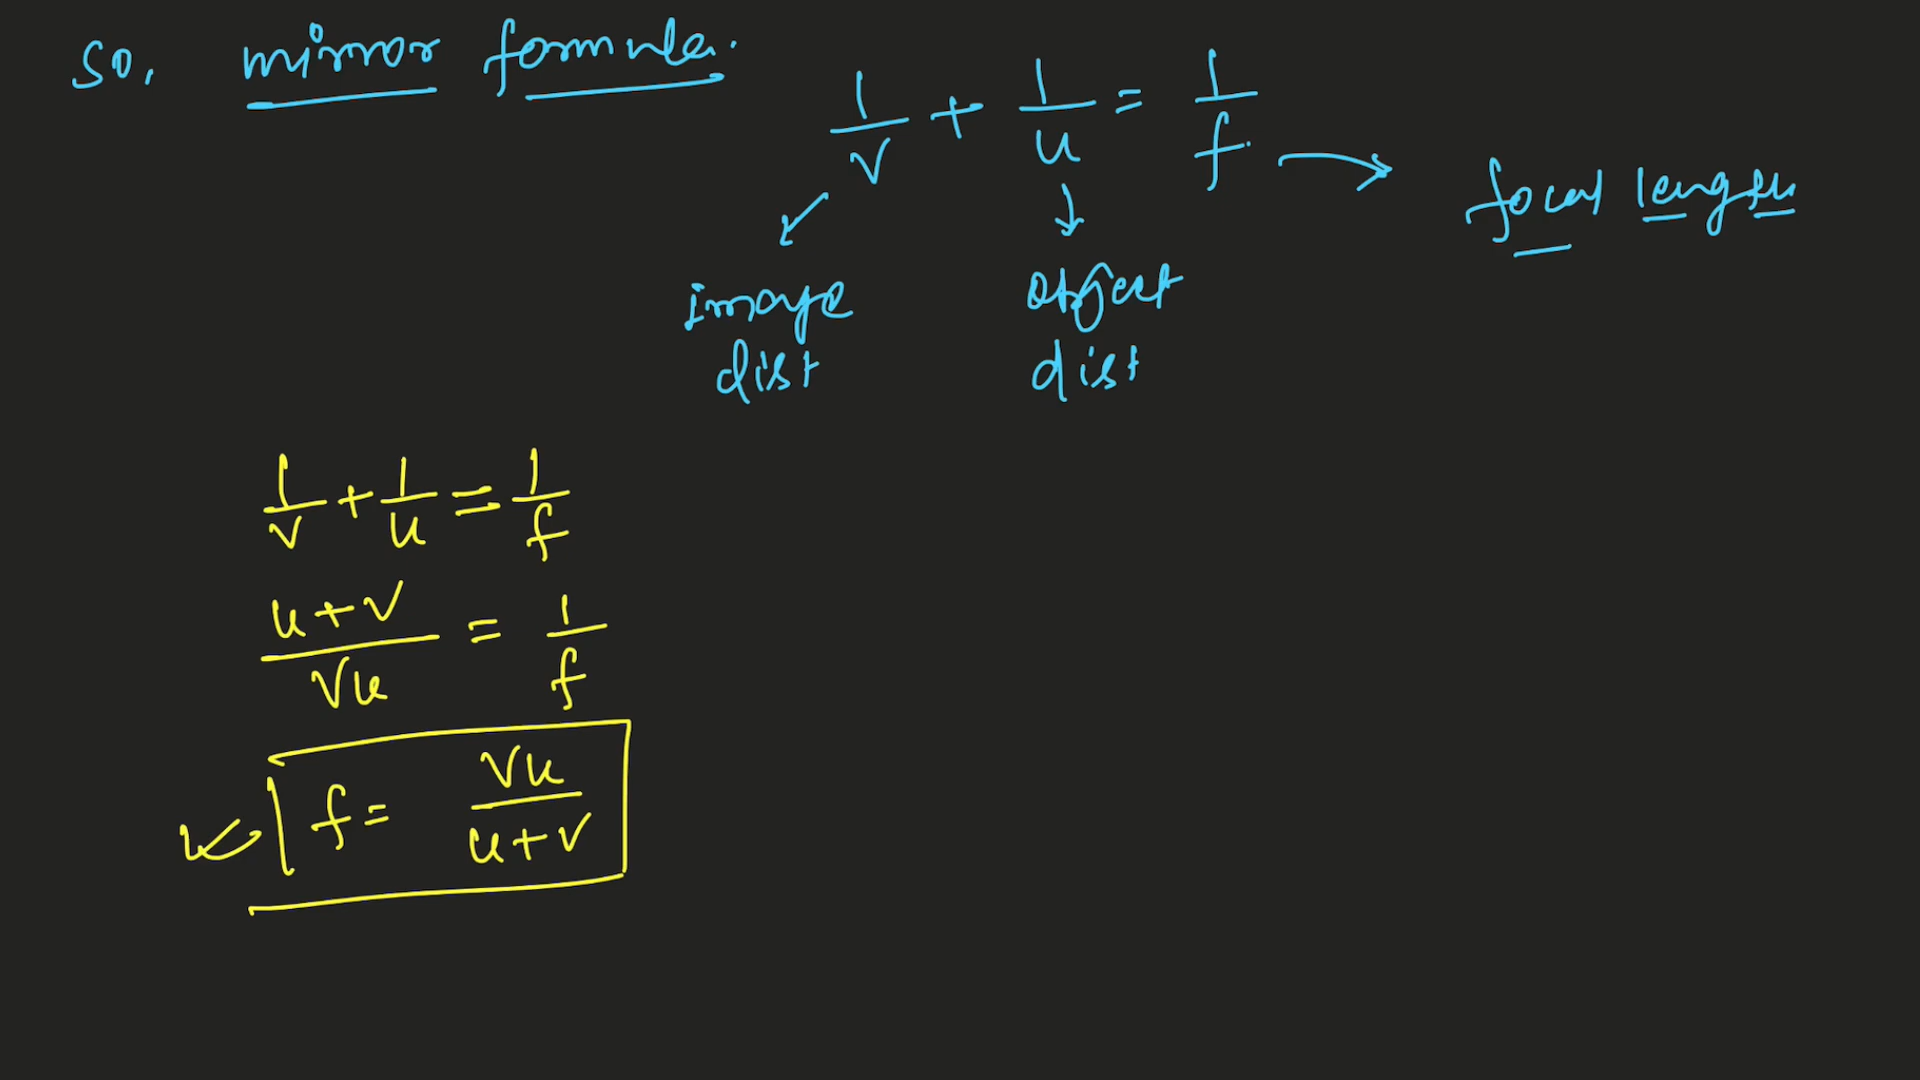 so, mirror formula.
1/v + 1/u = 1/f → focal length
image dist
object dist
1/v + 1/u = 1/f
u+v/vu = 1/f
f = vu/u+v